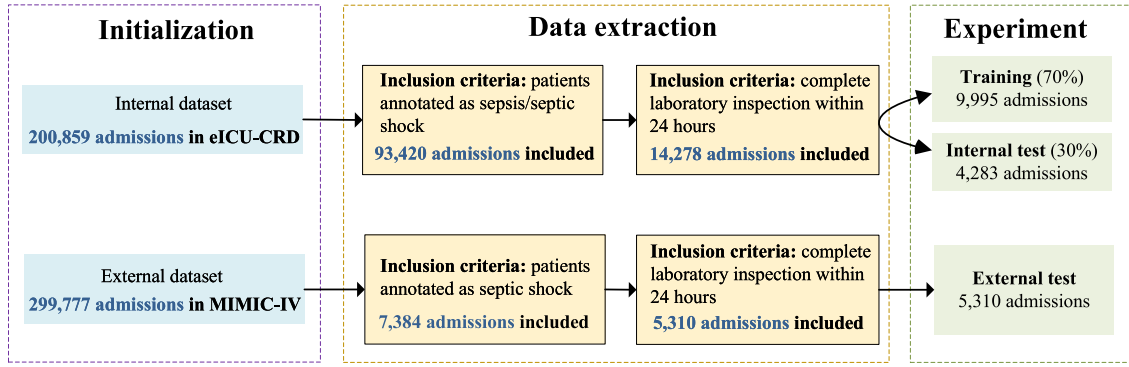 Initialization
Data extraction
Experiment
Internal dataset
200,859 admissions in eICU-CRD
Inclusion criteria: patients
annotated as sepsis/septic
shock
93,420 admissions included
Inclusion criteria: complete
laboratory inspection within
24 hours
14,278 admissions included
Training (70%)
9,995 admissions
Internal test (30%)
4,283 admissions
External dataset
299,777 admissions in MIMIC-IV
Inclusion criteria: patients
annotated as septic shock
7,384 admissions included
Inclusion criteria: complete
laboratory inspection within
24 hours
5,310 admissions included
External test
5,310 admissions